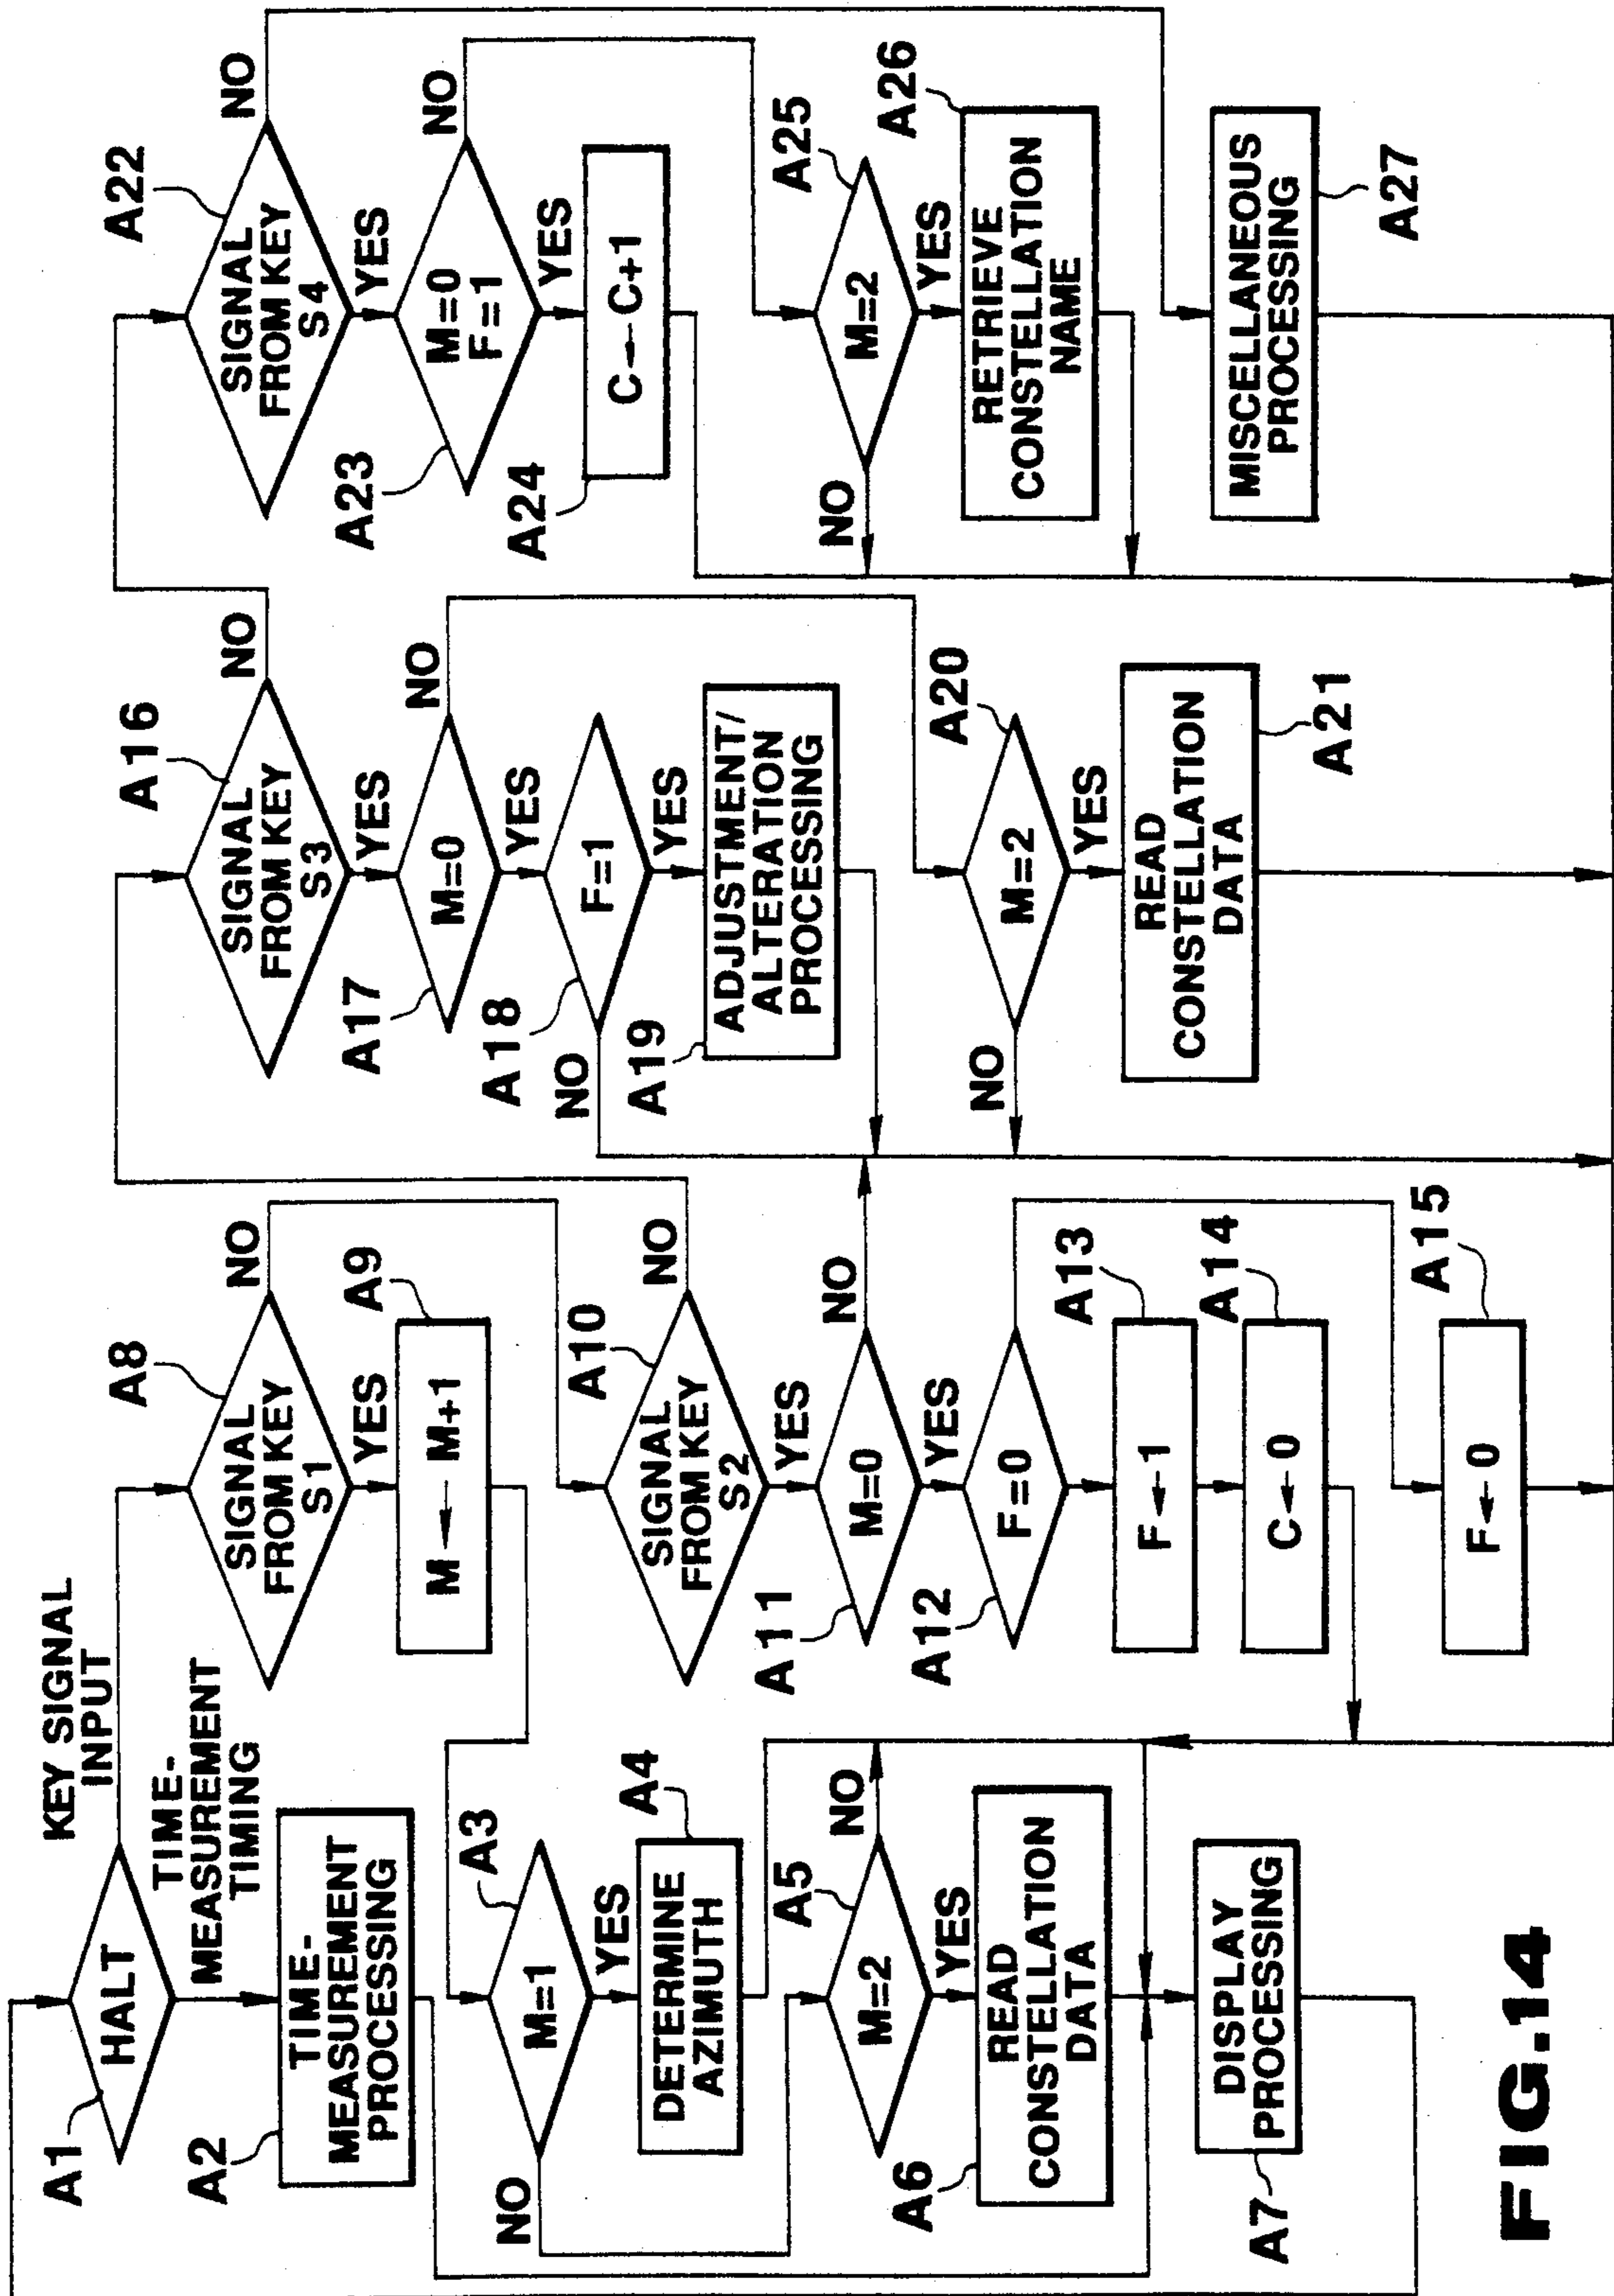 A1
HALT
KEY SIGNAL
INPUT
TIME-
MEASUREMENT
TIMING
A2
TIME-
MEASUREMENT
PROCESSING
A3
M=1
YES
NO
A4
DETERMINE
AZIMUTH
A5
M=2
NO
YES
A6
READ
CONSTELLATION
DATA
A7
DISPLAY
PROCESSING
A8
SIGNAL
FROM KEY
S1
NO
YES
A9
M ← M+1
A10
SIGNAL
FROM KEY
S2
NO
YES
A11
M=0
NO
YES
A12
F=0
A13
F←1
A14
C←0
A15
F←0
A16
SIGNAL
FROM KEY
S3
NO
YES
A17
M=0
NO
YES
A18
F=1
NO
YES
A19
ADJUSTMENT/
ALTERATION
PROCESSING
A20
M=2
NO
YES
A21
READ
CONSTELLATION
DATA
A22
SIGNAL
FROM KEY
S4
NO
YES
A23
M=0
F=1
NO
YES
A24
C←C+1
A25
M=2
NO
YES
A26
RETRIEVE
CONSTELLATION
NAME
A27
MISCELLANEOUS
PROCESSING
FIG.14